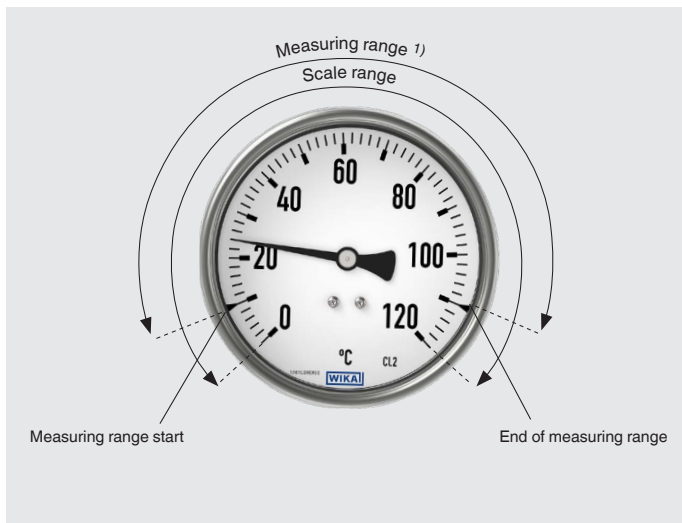 Measuring range 1)
Scale range
60
40
80
20
100
0
120
°C
CL2
WIKA
Measuring range start
End of measuring range